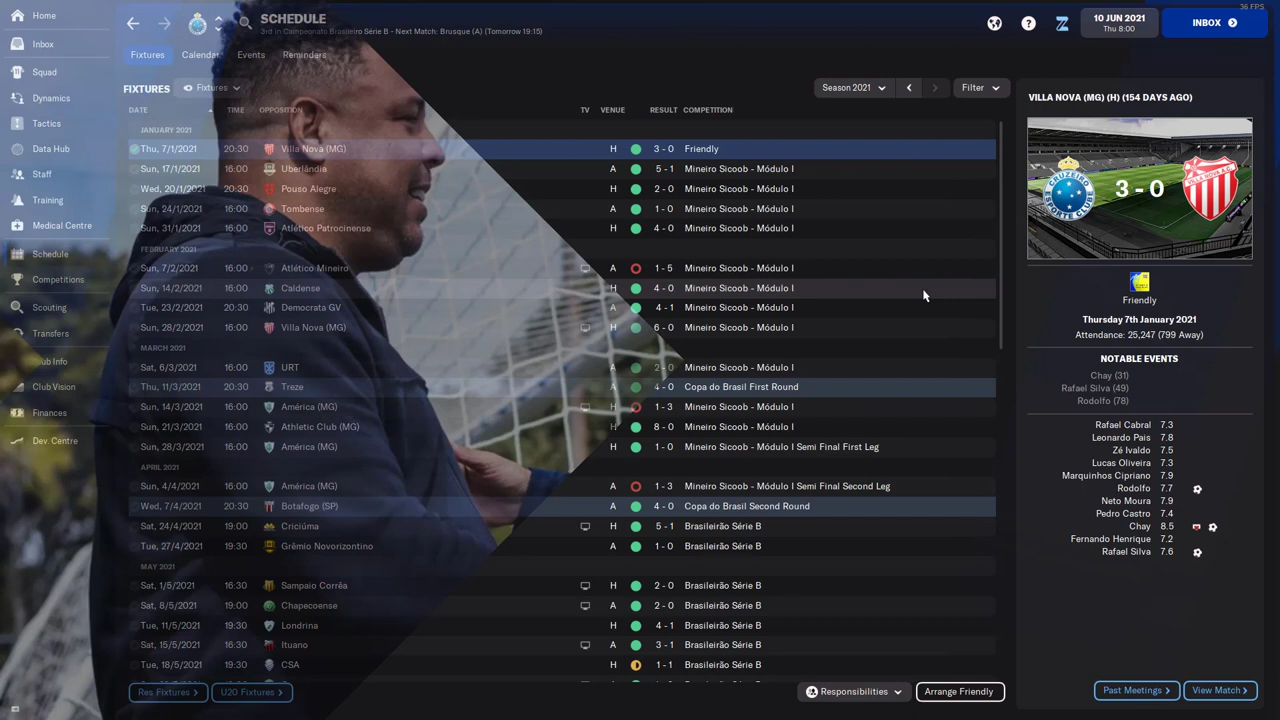 36 FPS
Home
SCHEDULE
3rd in Campeonato Brasileiro Série B - Next Match: Brusque (A) (Tomorrow 19:15)
10 JUN 2021
Thu 8:00
INBOX
Inbox
Squad
Dynamics
Tactics
Data Hub
Staff
Training
Medical Centre
Schedule
Competitions
Scouting
Transfers
Club Info
Club Vision
Finances
Dev. Centre
Fixtures Calendar Events Reminders
FIXTURES Fixtures Season 2021 Filter
DATE TIME OPPOSITION TV VENUE RESULT COMPETITION
JANUARY 2021
Thu, 7/1/2021 20:30 Villa Nova (MG) H 3 - 0 Friendly
Sun, 17/1/2021 16:00 Uberlândia A 5 - 1 Mineiro Sicoob - Módulo I
Wed, 20/1/2021 20:30 Pouso Alegre H 2 - 0 Mineiro Sicoob - Módulo I
Sun, 24/1/2021 16:00 Tombense A 1 - 0 Mineiro Sicoob - Módulo I
Sun, 31/1/2021 16:00 Atlético Patrocinense H 4 - 0 Mineiro Sicoob - Módulo I
FEBRUARY 2021
Sun, 7/2/2021 16:00 Atlético Mineiro A 1 - 5 Mineiro Sicoob - Módulo I
Sun, 14/2/2021 16:00 Caldense H 4 - 0 Mineiro Sicoob - Módulo I
Tue, 23/2/2021 20:30 Democrata GV A 4 - 1 Mineiro Sicoob - Módulo I
Sun, 28/2/2021 16:00 Villa Nova (MG) H 6 - 0 Mineiro Sicoob - Módulo I
MARCH 2021
Sat, 6/3/2021 16:00 URT A 2 - 0 Mineiro Sicoob - Módulo I
Thu, 11/3/2021 20:30 Treze A 4 - 0 Copa do Brasil First Round
Sun, 14/3/2021 16:00 América (MG) H 1 - 3 Mineiro Sicoob - Módulo I
Sun, 21/3/2021 16:00 Athletic Club (MG) H 8 - 0 Mineiro Sicoob - Módulo I
Sun, 28/3/2021 16:00 América (MG) H 1 - 0 Mineiro Sicoob - Módulo I Semi Final First Leg
APRIL 2021
Sun, 4/4/2021 16:00 América (MG) A 1 - 3 Mineiro Sicoob - Módulo I Semi Final Second Leg
Wed, 7/4/2021 20:30 Botafogo (SP) A 4 - 0 Copa do Brasil Second Round
Sat, 24/4/2021 19:00 Criciúma H 5 - 1 Brasileirão Série B
Tue, 27/4/2021 19:30 Grêmio Novorizontino A 1 - 0 Brasileirão Série B
MAY 2021
Sat, 1/5/2021 16:30 Sampaio Corrêa H 2 - 0 Brasileirão Série B
Sat, 8/5/2021 19:00 Chapecoense A 2 - 0 Brasileirão Série B
Tue, 11/5/2021 19:30 Londrina H 4 - 1 Brasileirão Série B
Sat, 15/5/2021 16:30 Ituano A 3 - 1 Brasileirão Série B
Tue, 18/5/2021 19:30 CSA H 1 - 1 Brasileirão Série B
Res Fixtures U20 Fixtures Responsibilities Arrange Friendly
VILLA NOVA (MG) (H) (154 DAYS AGO)
3 - 0
Friendly
Thursday 7th January 2021
Attendance: 25,247 (799 Away)
NOTABLE EVENTS
Chay (31)
Rafael Silva (49)
Rodolfo (78)
Rafael Cabral 7.3
Leonardo Pais 7.8
Zé Ivaldo 7.5
Lucas Oliveira 7.3
Marquinhos Cipriano 7.9
Rodolfo 7.7
Neto Moura 7.9
Pedro Castro 7.4
Chay 8.5
Fernando Henrique 7.2
Rafael Silva 7.6
Past Meetings View Match